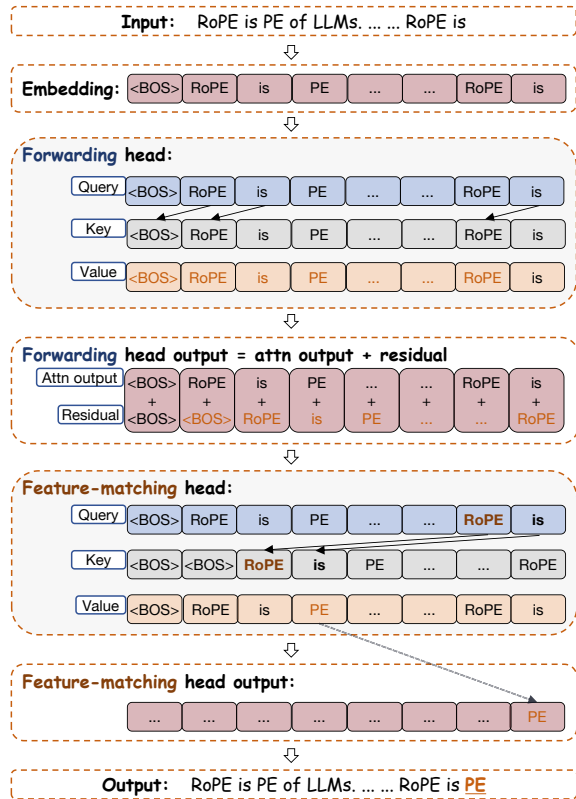 Input: RoPE is PE of LLMs. ... ... RoPE is
Embedding: <BOS> RoPE is PE ... ... RoPE is
Forwarding head:
Query <BOS> RoPE is PE ... ... RoPE is
Key <BOS> RoPE is PE ... ... RoPE is
Value <BOS> RoPE is PE ... ... RoPE is
Forwarding head output = attn output + residual
Attn output <BOS> RoPE is PE ... ... RoPE is
+ + + + + + + +
Residual <BOS> <BOS> RoPE is PE ... ... RoPE
Feature-matching head:
Query <BOS> RoPE is PE ... ... RoPE is
Key <BOS> <BOS> RoPE is PE ... ... RoPE
Value <BOS> RoPE is PE ... ... RoPE is
Feature-matching head output:
... ... ... ... ... ... ... PE
Output: RoPE is PE of LLMs. ... ... RoPE is PE